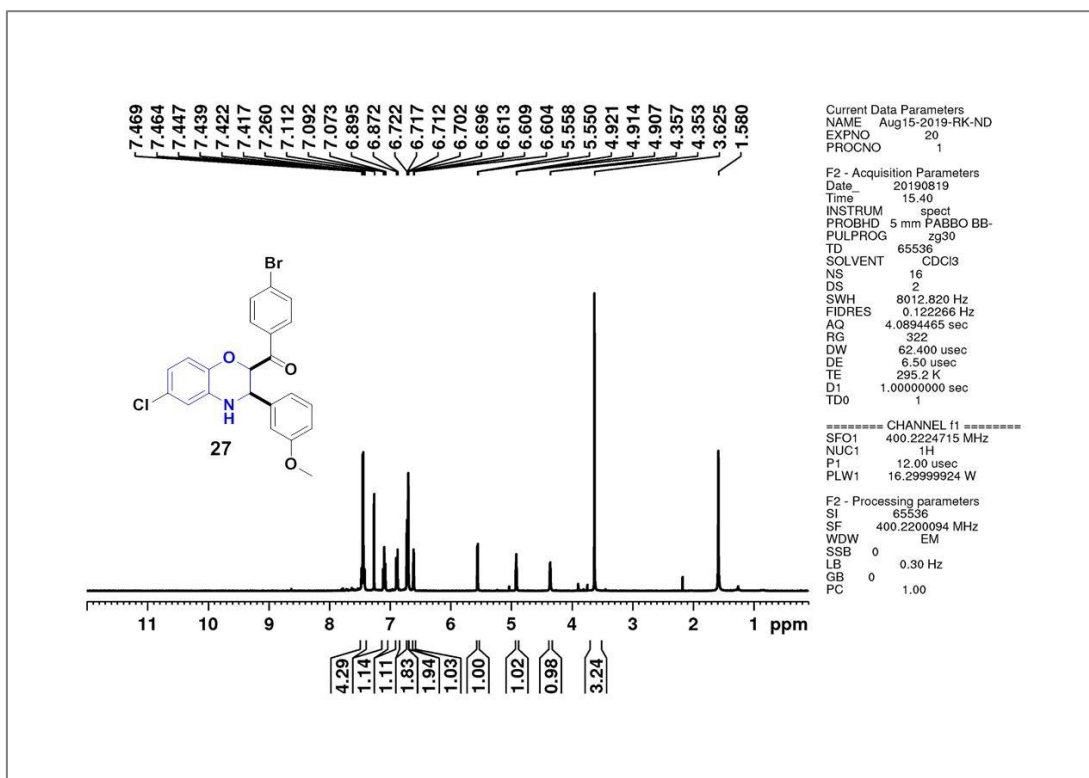 7.469
7.464
7.447
7.439
7.422
7.417
7.260
7.112
7.092
7.073
6.895
6.872
6.722
6.717
6.712
6.702
6.696
6.613
6.609
6.604
5.558
5.550
4.921
4.914
4.907
4.357
4.353
3.625
1.580
Current Data Parameters
NAME Aug15-2019-RK-ND
EXPNO 20
PROCNO 1
F2 - Acquisition Parameters
Date_ 20190819
Time 15.40
INSTRUM spect
PROBHD 5 mm PABBO BB-
PULPROG zg30
TD 65536
SOLVENT CDCl3
NS 16
DS 2
SWH 8012.820 Hz
FIDRES 0.122266 Hz
AQ 4.0894465 sec
RG 322
DW 62.400 usec
DE 6.50 usec
TE 295.2 K
D1 1.00000000 sec
TD0 1
======== CHANNEL f1 ========
SFO1 400.2224715 MHz
NUC1 1H
P1 12.00 usec
PLW1 16.29999924 W
F2 - Processing parameters
SI 65536
SF 400.2200094 MHz
WDW EM
SSB 0
LB 0.30 Hz
GB 0
PC 1.00
Br
O
O
Cl
N
H
27
O
11 10 9 8 7 6 5 4 3 2 1 ppm
4.29
1.14
1.11
1.83
1.94
1.03
1.00
1.02
0.98
3.24